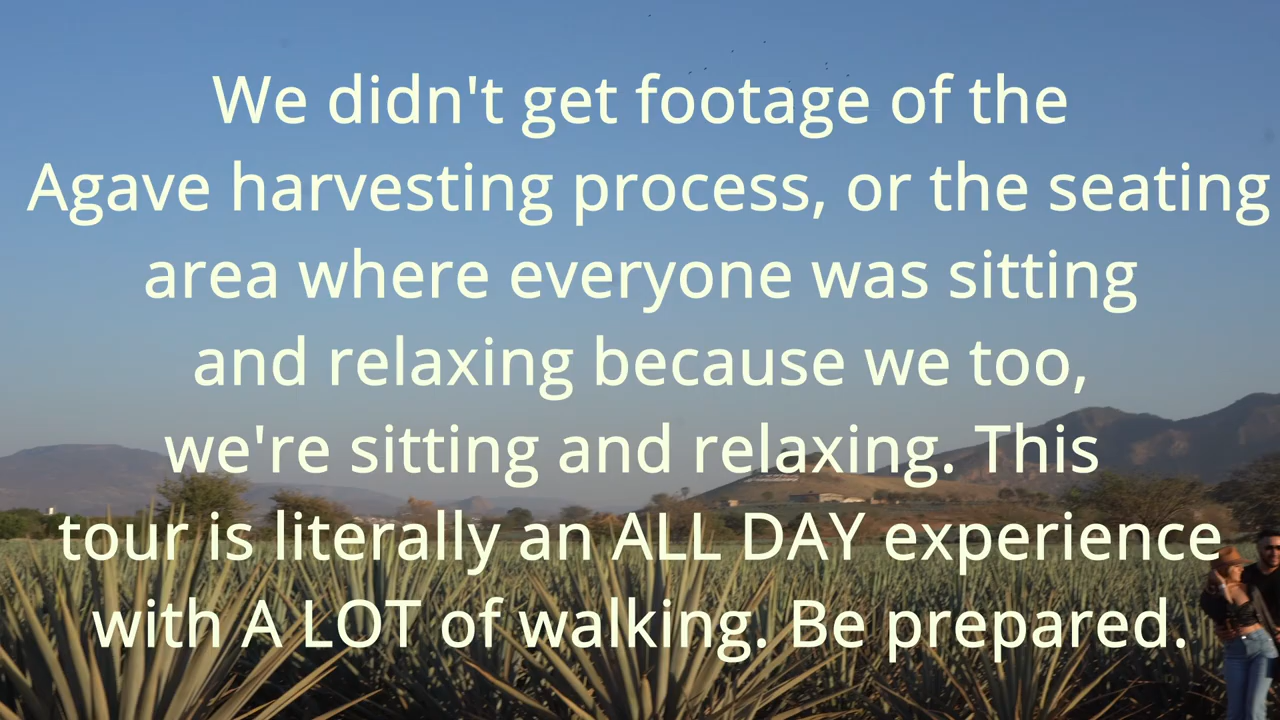 We didn't get footage of the
Agave harvesting process, or the seating
area where everyone was sitting
and relaxing because we too,
we're sitting and relaxing. This
tour is literally an ALL DAY experience
with A LOT of walking. Be prepared.